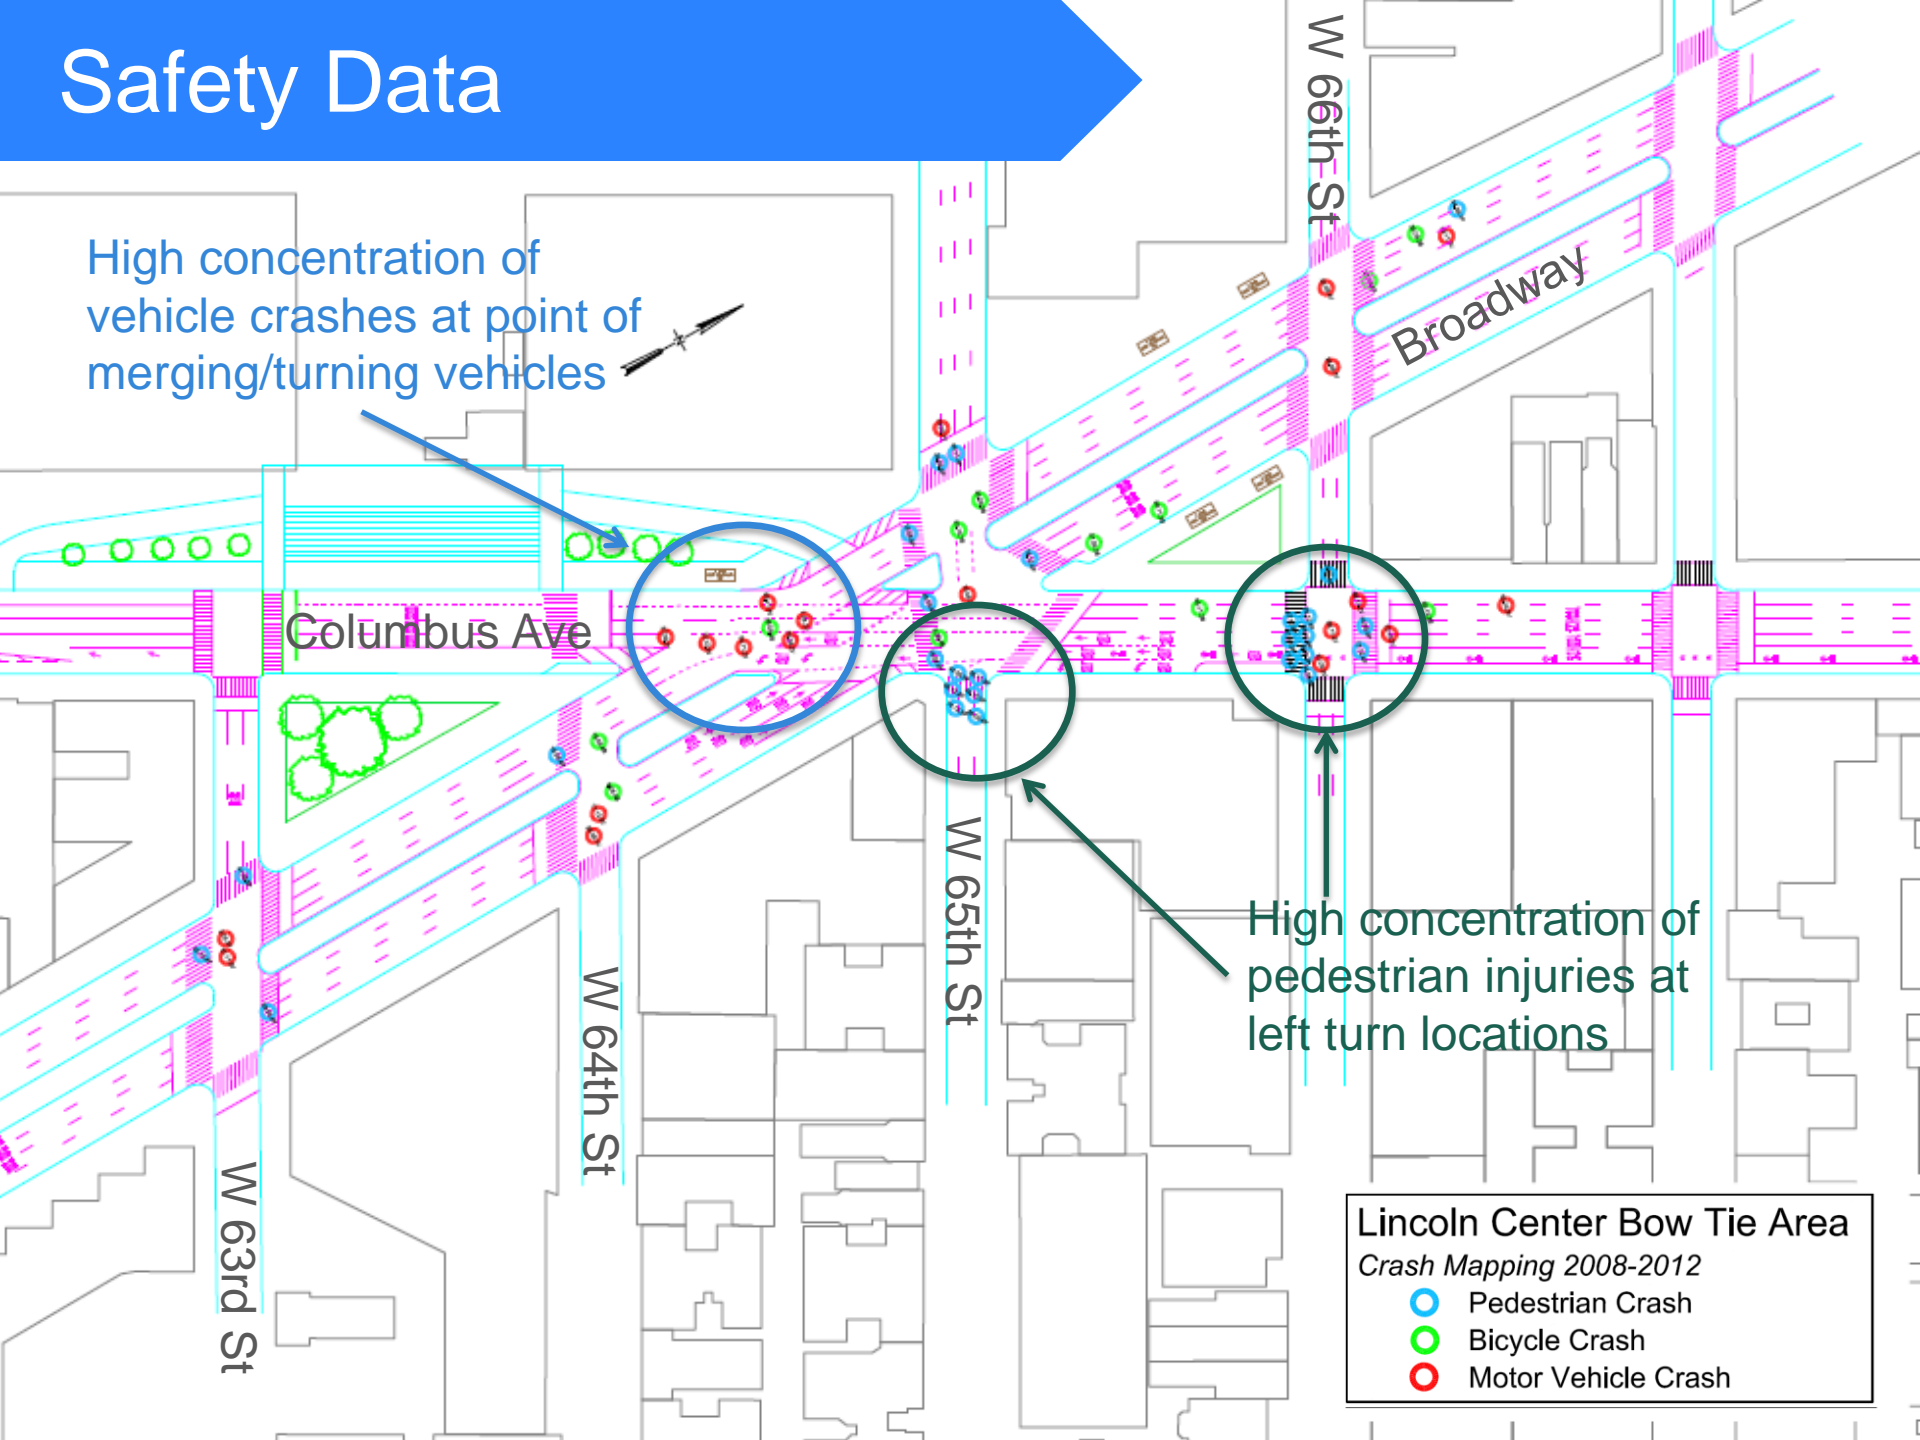 Safety Data
W 66th St
High concentration of
vehicle crashes at point of
merging/turning vehicles
Broadway
Columbus Ave
W 65th St
High concentration of
pedestrian injuries at
left turn locations
W 64th St
W 63rd St
Lincoln Center Bow Tie Area
Crash Mapping 2008-2012
Pedestrian Crash
Bicycle Crash
Motor Vehicle Crash